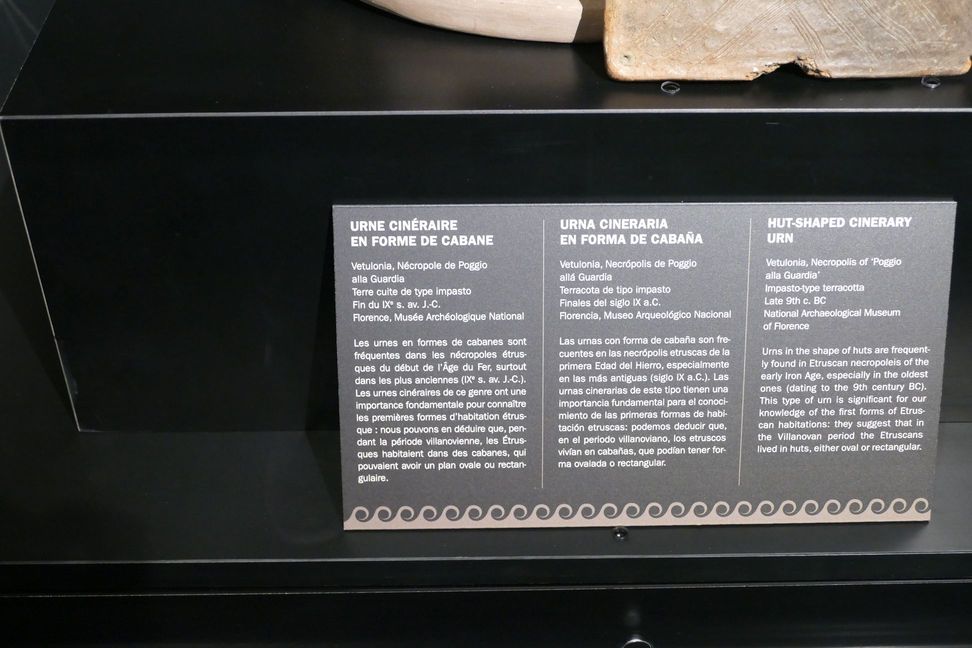 URNE CINÉRAIRE
EN FORME DE CABANE
Vetulonia, Nécropole de Poggio
alla Guardia
Terre cuite de type impasto
Fin du IXᵉ s. av. J.-C.
Florence, Musée Archéologique National
Les urnes en formes de cabanes sont
fréquentes dans les nécropoles étrus-
ques du début de l'Âge du Fer, surtout
dans les plus anciennes (IXᵉ s. av. J.-C.).
Les urnes cinéraires de ce genre ont une
importance fondamentale pour connaître
les premières formes d'habitation étrus-
que : nous pouvons en déduire que, pen-
dant la période villanovienne, les Étrus-
ques habitaient dans des cabanes, qui
pouvaient avoir un plan ovale ou rectan-
gulaire.
URNA CINERARIA
EN FORMA DE CABAÑA
Vetulonia, Necrópolis de Poggio
allá Guardia
Terracota de tipo impasto
Finales del siglo IX a.C.
Florencia, Museo Arqueológico Nacional
Las urnas con forma de cabaña son fre-
cuentes en las necrópolis etruscas de la
primera Edad del Hierro, especialmente
en las más antiguas (siglo IX a.C.). Las
urnas cinerarias de este tipo tienen una
importancia fundamental para el conoci-
miento de las primeras formas de habi-
tación etruscas: podemos deducir que,
en el periodo villanoviano, los etruscos
vivían en cabañas, que podían tener for-
ma ovalada o rectangular.
HUT-SHAPED CINERARY
URN
Vetulonia, Necropolis of 'Poggio
alla Guardia'
Impasto-type terracotta
Late 9th c. BC
National Archaeological Museum
of Florence
Urns in the shape of huts are frequent-
ly found in Etruscan necropoleis of the
early Iron Age, especially in the oldest
ones (dating to the 9th century BC).
This type of urn is significant for our
knowledge of the first forms of Etrus-
can habitations: they suggest that in
the Villanovan period the Etruscans
lived in huts, either oval or rectangular.